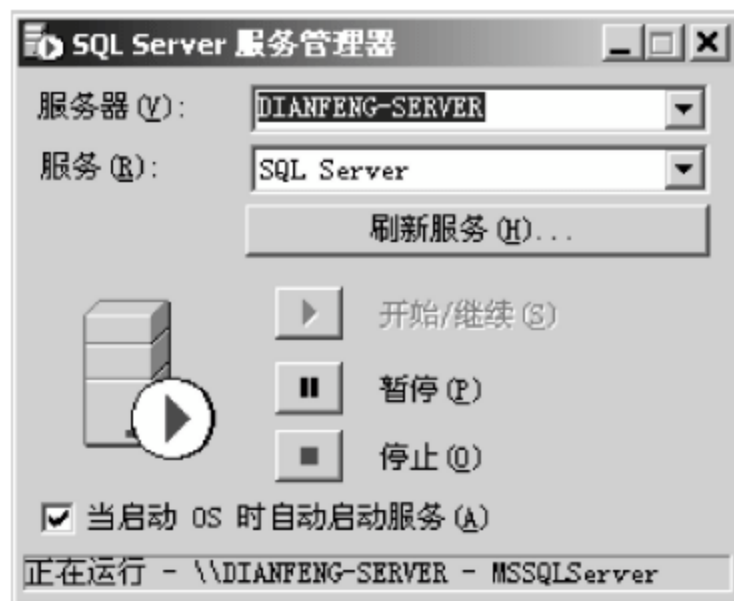 SQL Server 服务管理器
服务器(V): DIANFENG-SERVER
服务(R): SQL Server
刷新服务(H)...
开始/继续(S)
暂停(P)
停止(O)
当启动 OS 时自动启动服务(A)
正在运行 - \\DIANFENG-SERVER - MSSQLServer